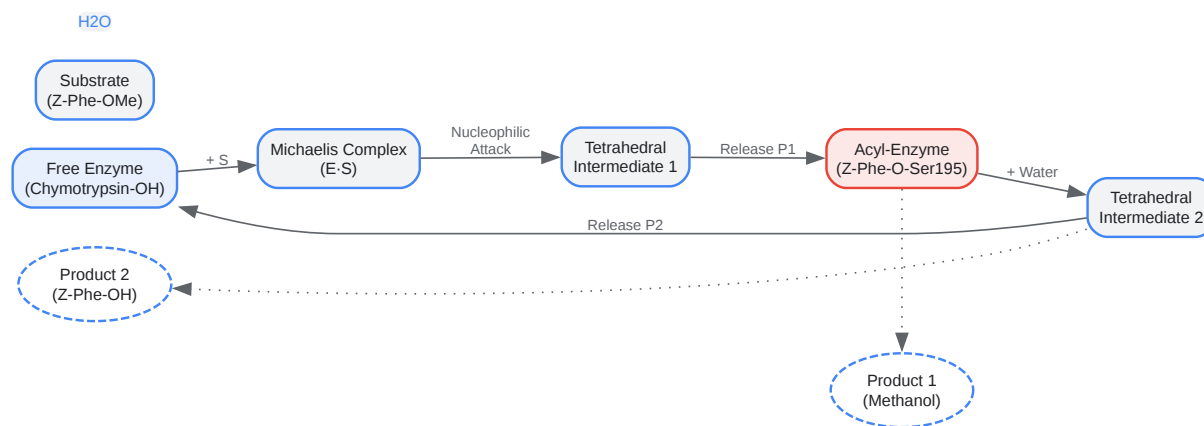 H2O
Substrate
(Z-Phe-OMe)
Free Enzyme
(Chymotrypsin-OH)
+ S
Michaelis Complex
(E·S)
Nucleophilic
Attack
Tetrahedral
Intermediate 1
Release P1
Acyl-Enzyme
(Z-Phe-O-Ser195)
+ Water
Tetrahedral
Intermediate 2
Release P2
Product 2
(Z-Phe-OH)
Product 1
(Methanol)